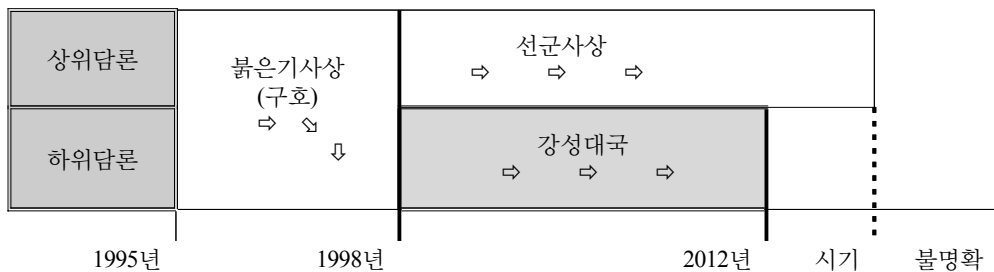 상위담론
하위담론
붉은기사상
(구호)
⇨ ⬂
⇩
선군사상
⇨ ⇨ ⇨
강성대국
⇨ ⇨ ⇨
1995년 1998년 2012년 시기 불명확